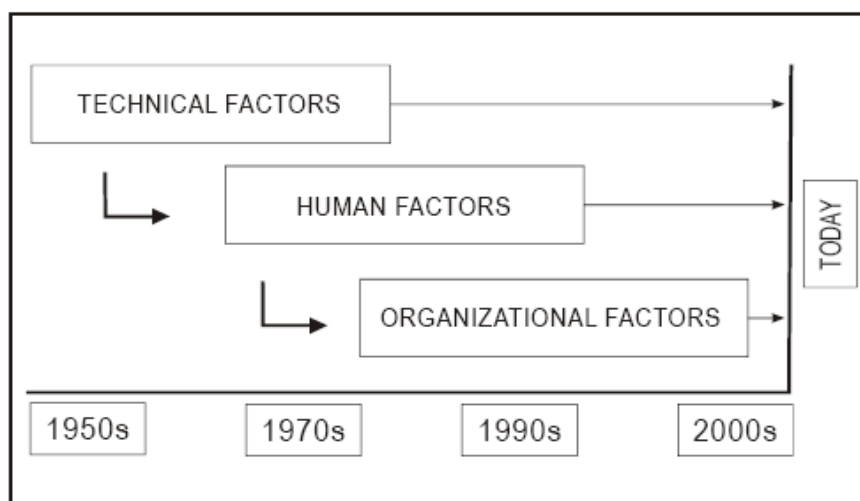 TECHNICAL FACTORS
HUMAN FACTORS
ORGANIZATIONAL FACTORS
TODAY
1950s
1970s
1990s
2000s